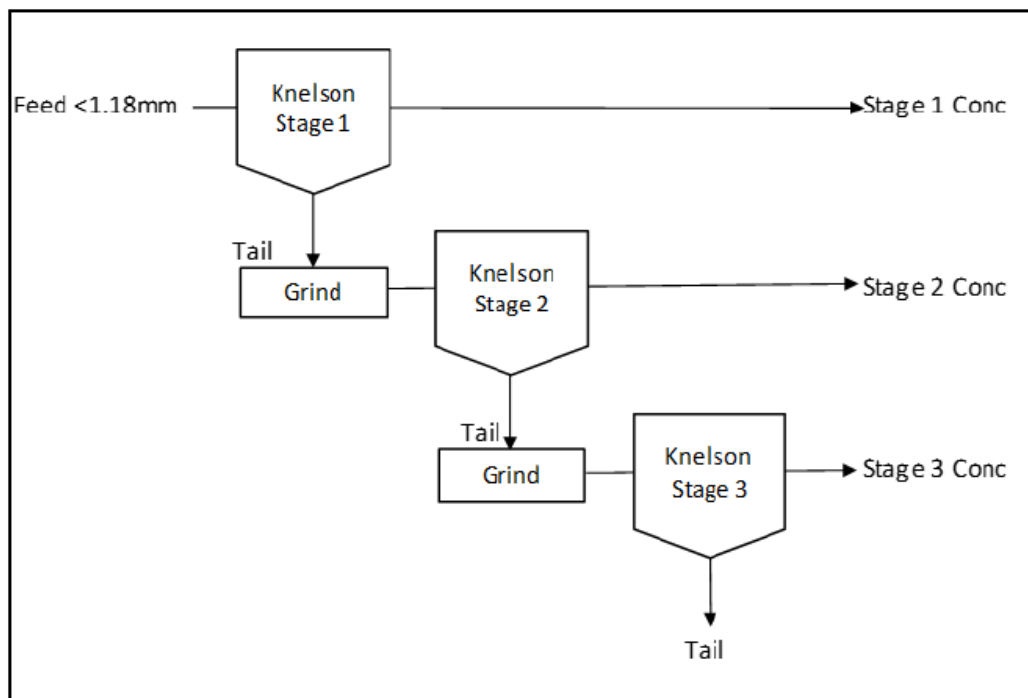 Feed <1.18mm
Knelson
Stage 1
Stage 1 Conc
Tail
Grind
Knelson
Stage 2
Stage 2 Conc
Tail
Grind
Knelson
Stage 3
Stage 3 Conc
Tail